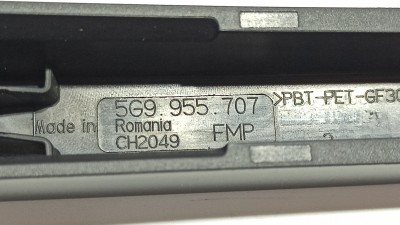 5G9.955.707 >PBT-PET-GF30
Made in Romania FMP
CH2049